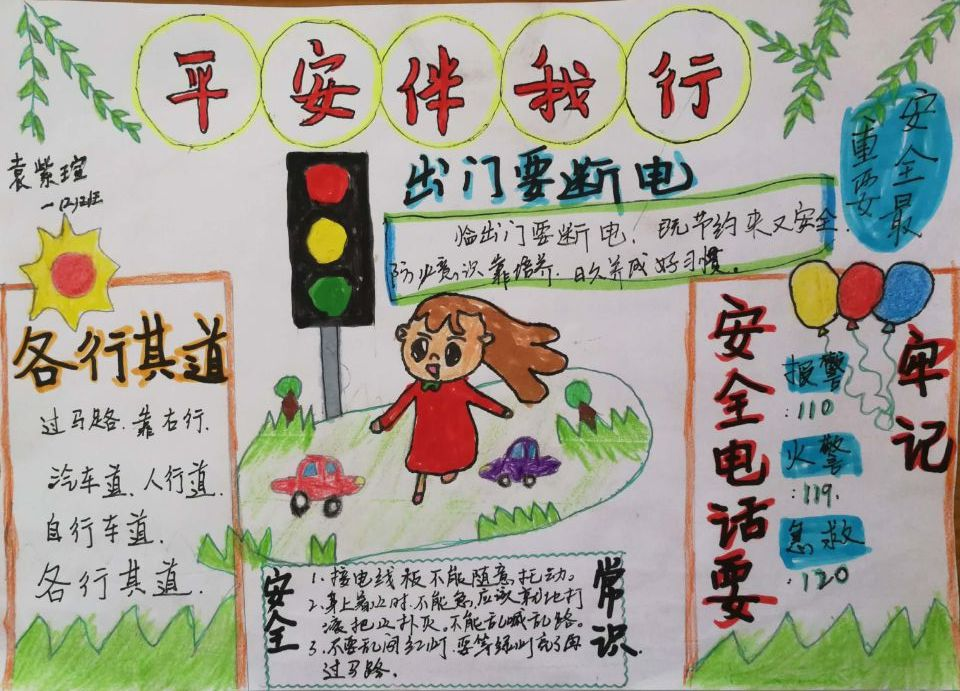 平安伴我行
袁紫瑄
一(2)班
安全最
重要
出门要断电
临出门要断电,既节约来又安全.
防火意识靠培养,日久养成好习惯。
各行其道
过马路.靠右行.
汽车道.人行道.
自行车道.
各行其道.
安全电话要
牢记
报警
:110
火警
:119.
急救
:120
安全
常识
1.接电线板不能随意拖动。
2.身上着火时.不能急.应该就地打
滚把火扑灭。不能乱喊乱跑。
3.不要乱闯红灯.要等绿灯亮了再
过马路。